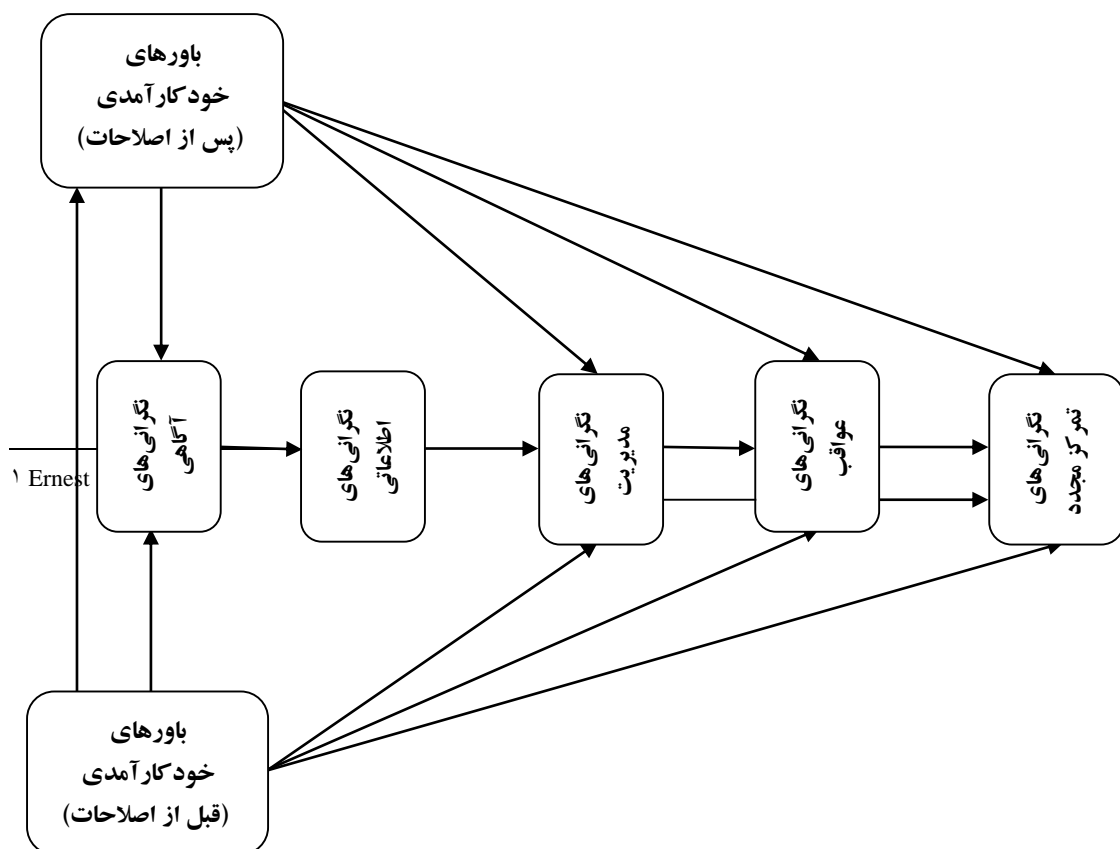 باورهای
خودکارآمدی
(پس از اصلاحات)
نگرانی‌های
آگاهی
نگرانی‌های
اطلاعاتی
نگرانی‌های
مدیریت
نگرانی‌های
عواقب
نگرانی‌های
تمرکز مجدد
۱ Ernest
باورهای
خودکارآمدی
(قبل از اصلاحات)